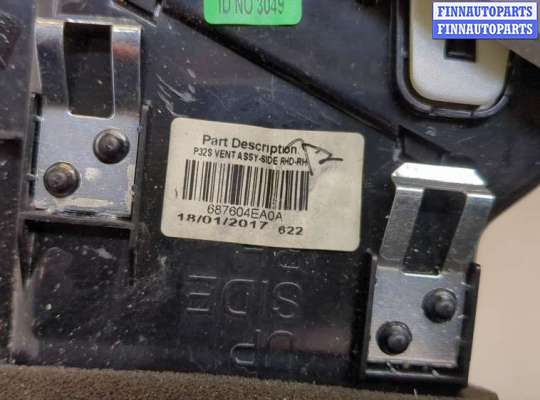 ID NO 3049
FINNAUTOPARTS
FINNAUTOPARTS
Part Description
P32S VENT ASSY-SIDE RHD-RH
687604EA0A
18/01/2017 622
SIDE
UP